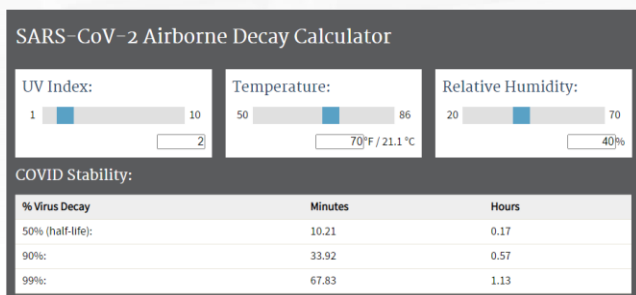 SARS-CoV-2 Airborne Decay Calculator
UV Index: Temperature: Relative Humidity:
1 10 50 86 20 70
2 70°F / 21.1 °C 40%
COVID Stability:
% Virus Decay Minutes Hours
50% (half-life): 10.21 0.17
90%: 33.92 0.57
99%: 67.83 1.13